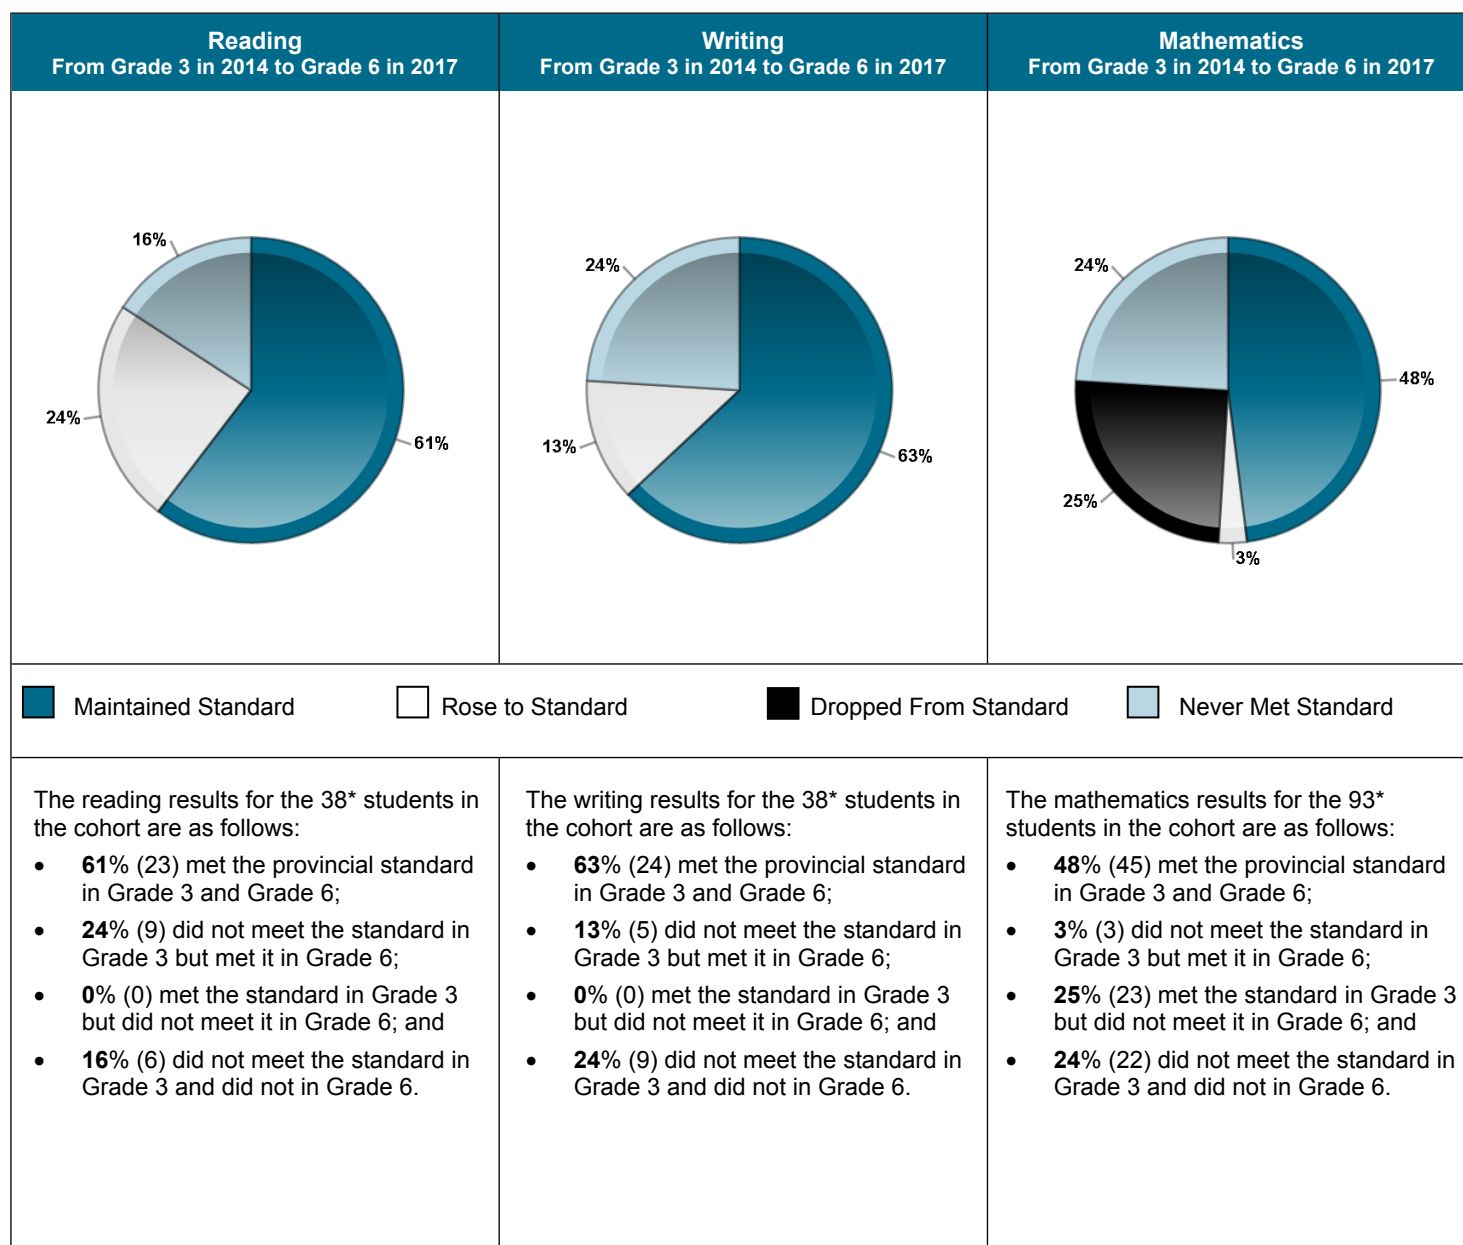 Reading
From Grade 3 in 2014 to Grade 6 in 2017
Writing
From Grade 3 in 2014 to Grade 6 in 2017
Mathematics
From Grade 3 in 2014 to Grade 6 in 2017
16%
24%
61%
24%
13%
63%
24%
48%
25%
3%
Maintained Standard
Rose to Standard
Dropped From Standard
Never Met Standard
The reading results for the 38* students in
the cohort are as follows:
• 61% (23) met the provincial standard
in Grade 3 and Grade 6;
• 24% (9) did not meet the standard in
Grade 3 but met it in Grade 6;
• 0% (0) met the standard in Grade 3
but did not meet it in Grade 6; and
• 16% (6) did not meet the standard in
Grade 3 and did not in Grade 6.
The writing results for the 38* students in
the cohort are as follows:
• 63% (24) met the provincial standard
in Grade 3 and Grade 6;
• 13% (5) did not meet the standard in
Grade 3 but met it in Grade 6;
• 0% (0) met the standard in Grade 3
but did not meet it in Grade 6; and
• 24% (9) did not meet the standard in
Grade 3 and did not in Grade 6.
The mathematics results for the 93*
students in the cohort are as follows:
• 48% (45) met the provincial standard
in Grade 3 and Grade 6;
• 3% (3) did not meet the standard in
Grade 3 but met it in Grade 6;
• 25% (23) met the standard in Grade 3
but did not meet it in Grade 6; and
• 24% (22) did not meet the standard in
Grade 3 and did not in Grade 6.